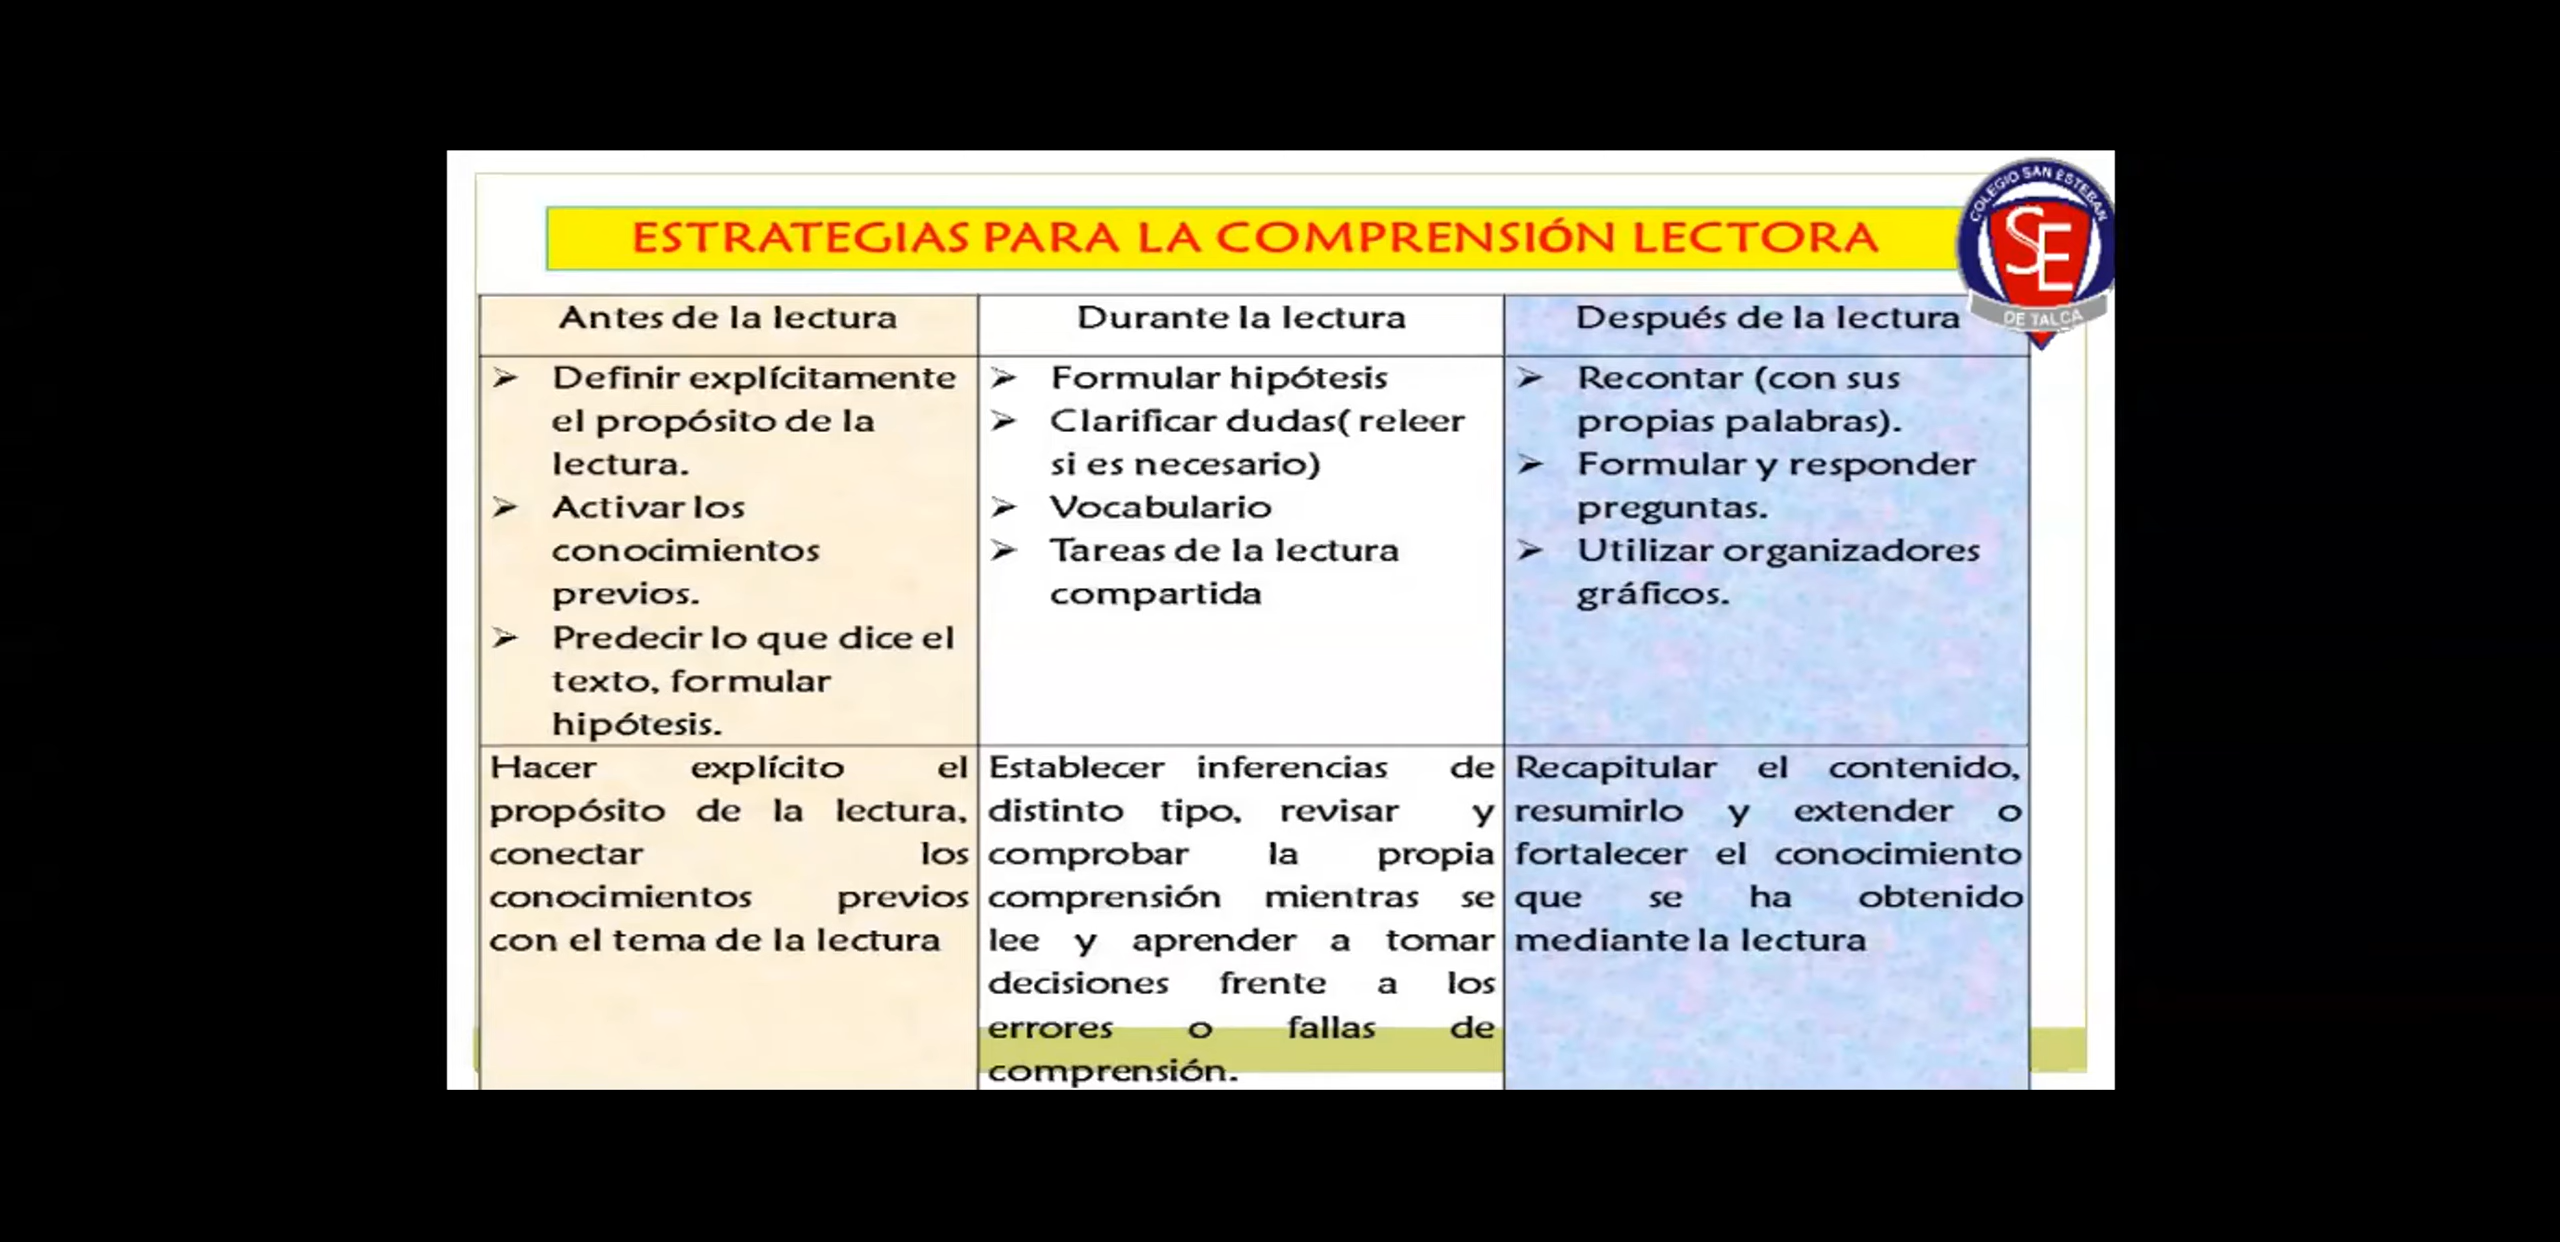 COLEGIO SAN ESTEBAN
SE
DE TALCA
ESTRATEGIAS PARA LA COMPRENSIÓN LECTORA
Antes de la lectura
Definir explícitamente
el propósito de la
lectura.
Activar los
conocimientos
previos.
Predecir lo que dice el
texto, formular
hipótesis.
Hacer explícito el
propósito de la lectura,
conectar los
conocimientos previos
con el tema de la lectura
Durante la lectura
Formular hipótesis
Clarificar dudas( releer
si es necesario)
Vocabulario
Tareas de la lectura
compartida
Establecer inferencias de
distinto tipo, revisar y
comprobar la propia
comprensión mientras se
lee y aprender a tomar
decisiones frente a los
errores o fallas de
comprensión.
Después de la lectura
Recontar (con sus
propias palabras).
Formular y responder
preguntas.
Utilizar organizadores
gráficos.
Recapitular el contenido,
resumirlo y extender o
fortalecer el conocimiento
que se ha obtenido
mediante la lectura